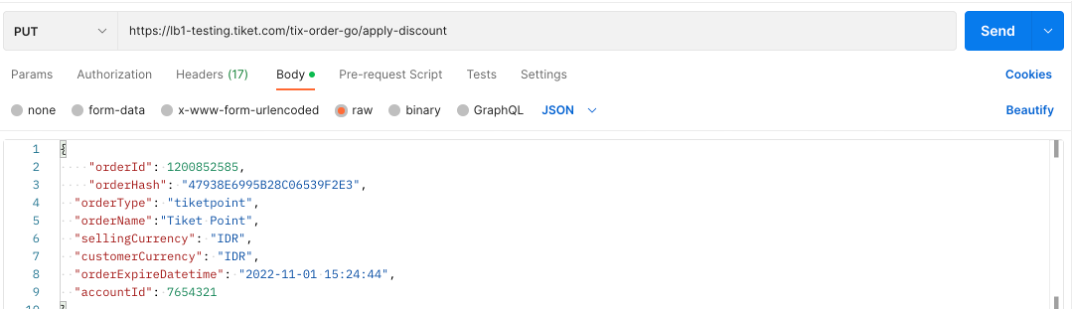 PUT https://lb1-testing.tiket.com/tix-order-go/apply-discount Send
Params Authorization Headers (17) Body Pre-request Script Tests Settings Cookies
none form-data x-www-form-urlencoded raw binary GraphQL JSON Beautify
1 {
2 "orderId": 1200852585,
3 "orderHash": "47938E6995B28C06539F2E3",
4 "orderType": "tiketpoint",
5 "orderName":"Tiket Point",
6 "sellingCurrency": "IDR",
7 "customerCurrency": "IDR",
8 "orderExpireDatetime": "2022-11-01 15:24:44",
9 "accountId": 7654321
10 }